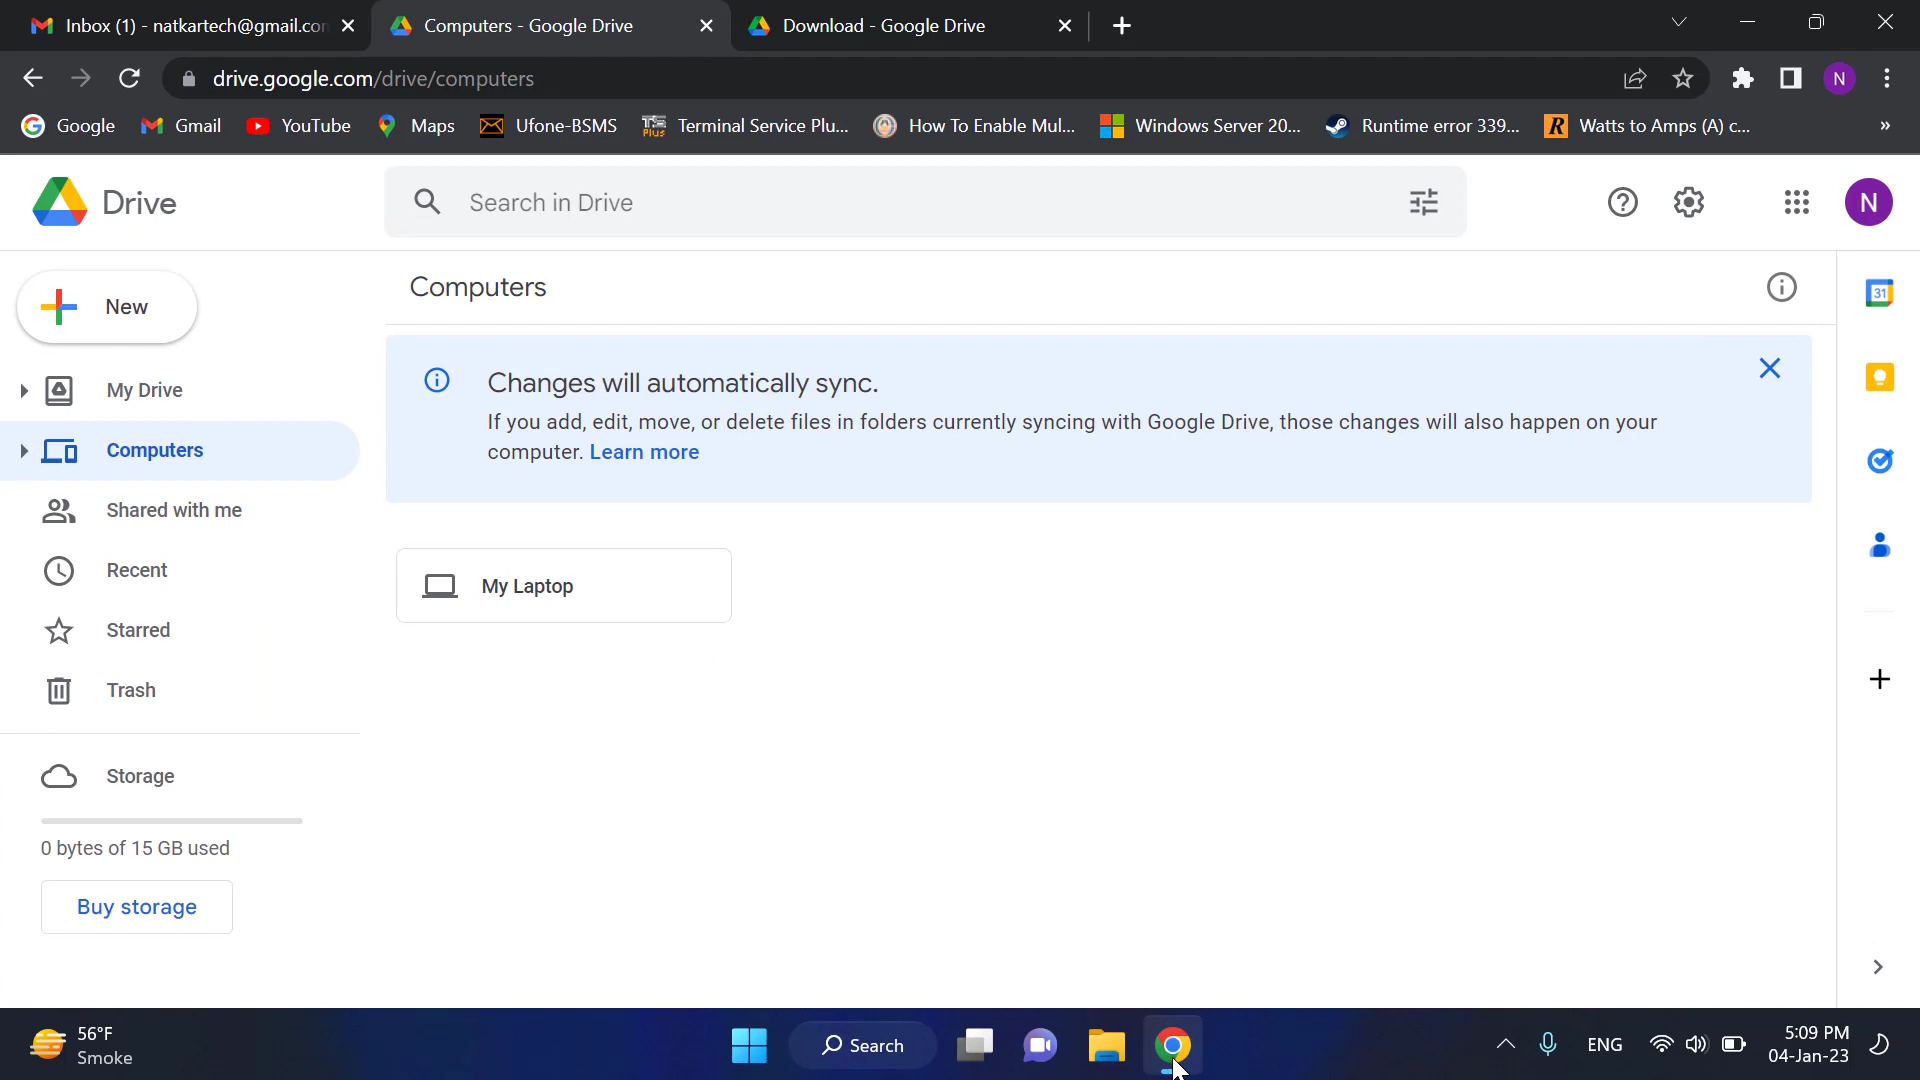 Inbox (1) - natkartech@gmail.co
Computers - Google Drive
Download - Google Drive
drive.google.com/drive/computers
Google
Gmail
YouTube
Maps
Ufone-BSMS
Terminal Service Plu...
How To Enable Mul...
Windows Server 20...
Runtime error 339...
Watts to Amps (A) c...
»
N
Drive
Search in Drive
N
New
My Drive
Computers
Shared with me
Recent
Starred
Trash
Storage
0 bytes of 15 GB used
Buy storage
Computers
Changes will automatically sync.
If you add, edit, move, or delete files in folders currently syncing with Google Drive, those changes will also happen on your
computer. Learn more
My Laptop
31
56°F
Smoke
Search
ENG
5:09 PM
04-Jan-23